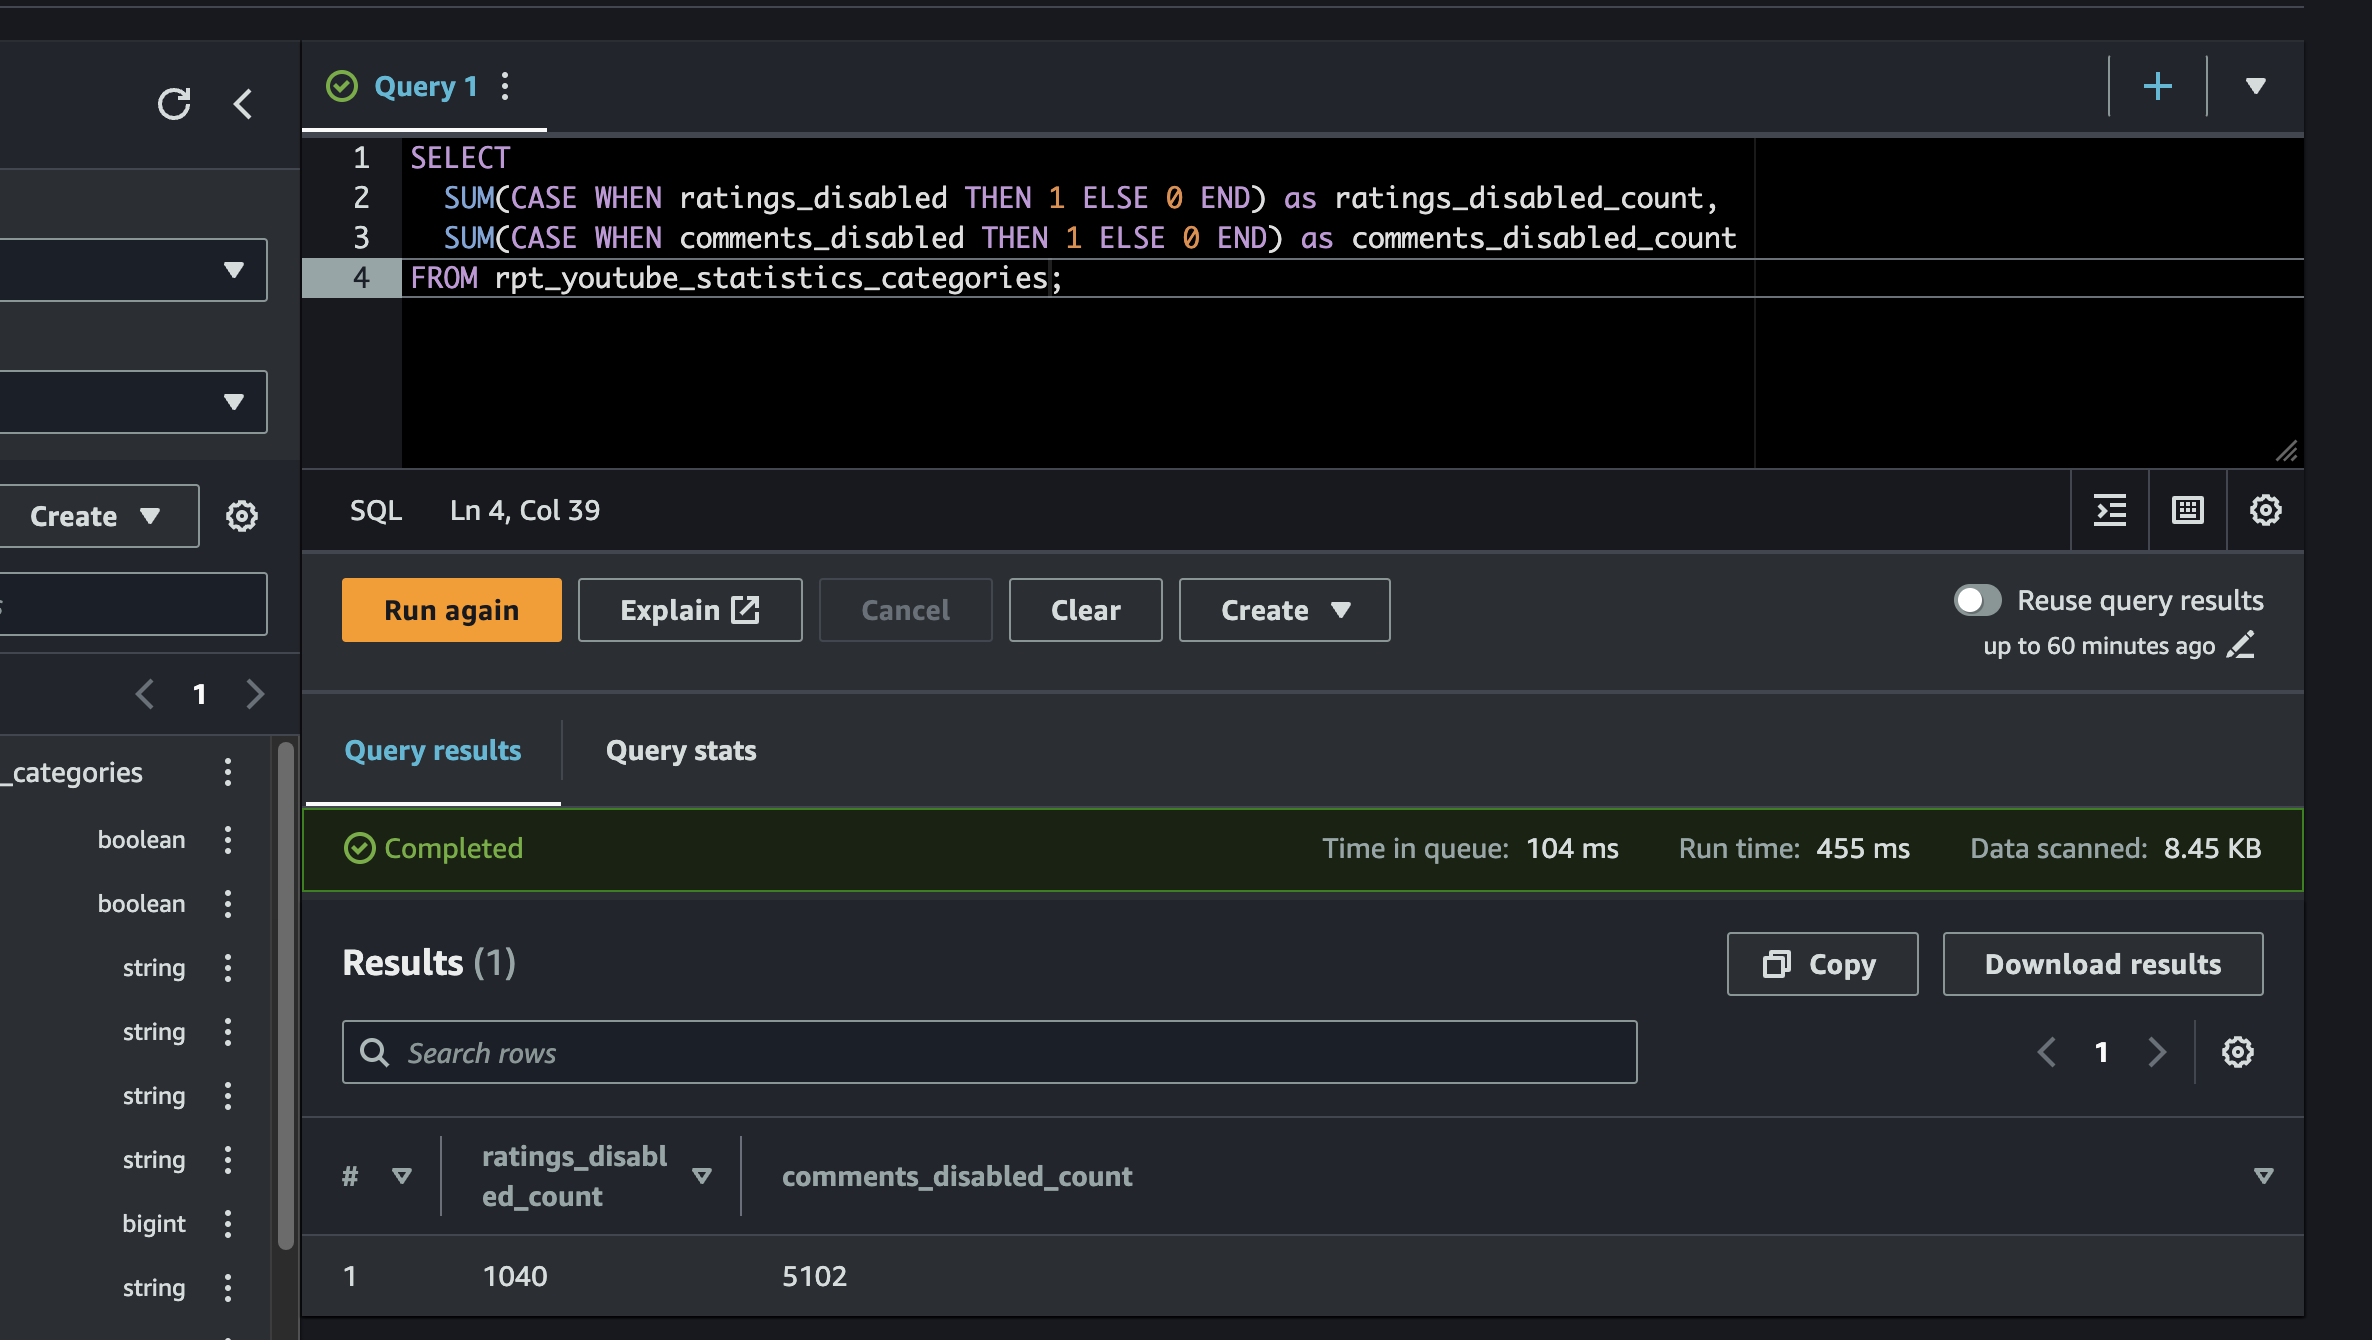 Query 1
1 SELECT
2 SUM(CASE WHEN ratings_disabled THEN 1 ELSE 0 END) as ratings_disabled_count,
3 SUM(CASE WHEN comments_disabled THEN 1 ELSE 0 END) as comments_disabled_count
4 FROM rpt_youtube_statistics_categories;
SQL Ln 4, Col 39
Create
Run again Explain Cancel Clear Create
Reuse query results
up to 60 minutes ago
1
Query results Query stats
_categories
boolean
boolean
string
string
string
string
bigint
string
Completed Time in queue: 104 ms Run time: 455 ms Data scanned: 8.45 KB
Results (1)
Copy Download results
Search rows
1
# ratings_disabl
ed_count comments_disabled_count
1 1040 5102